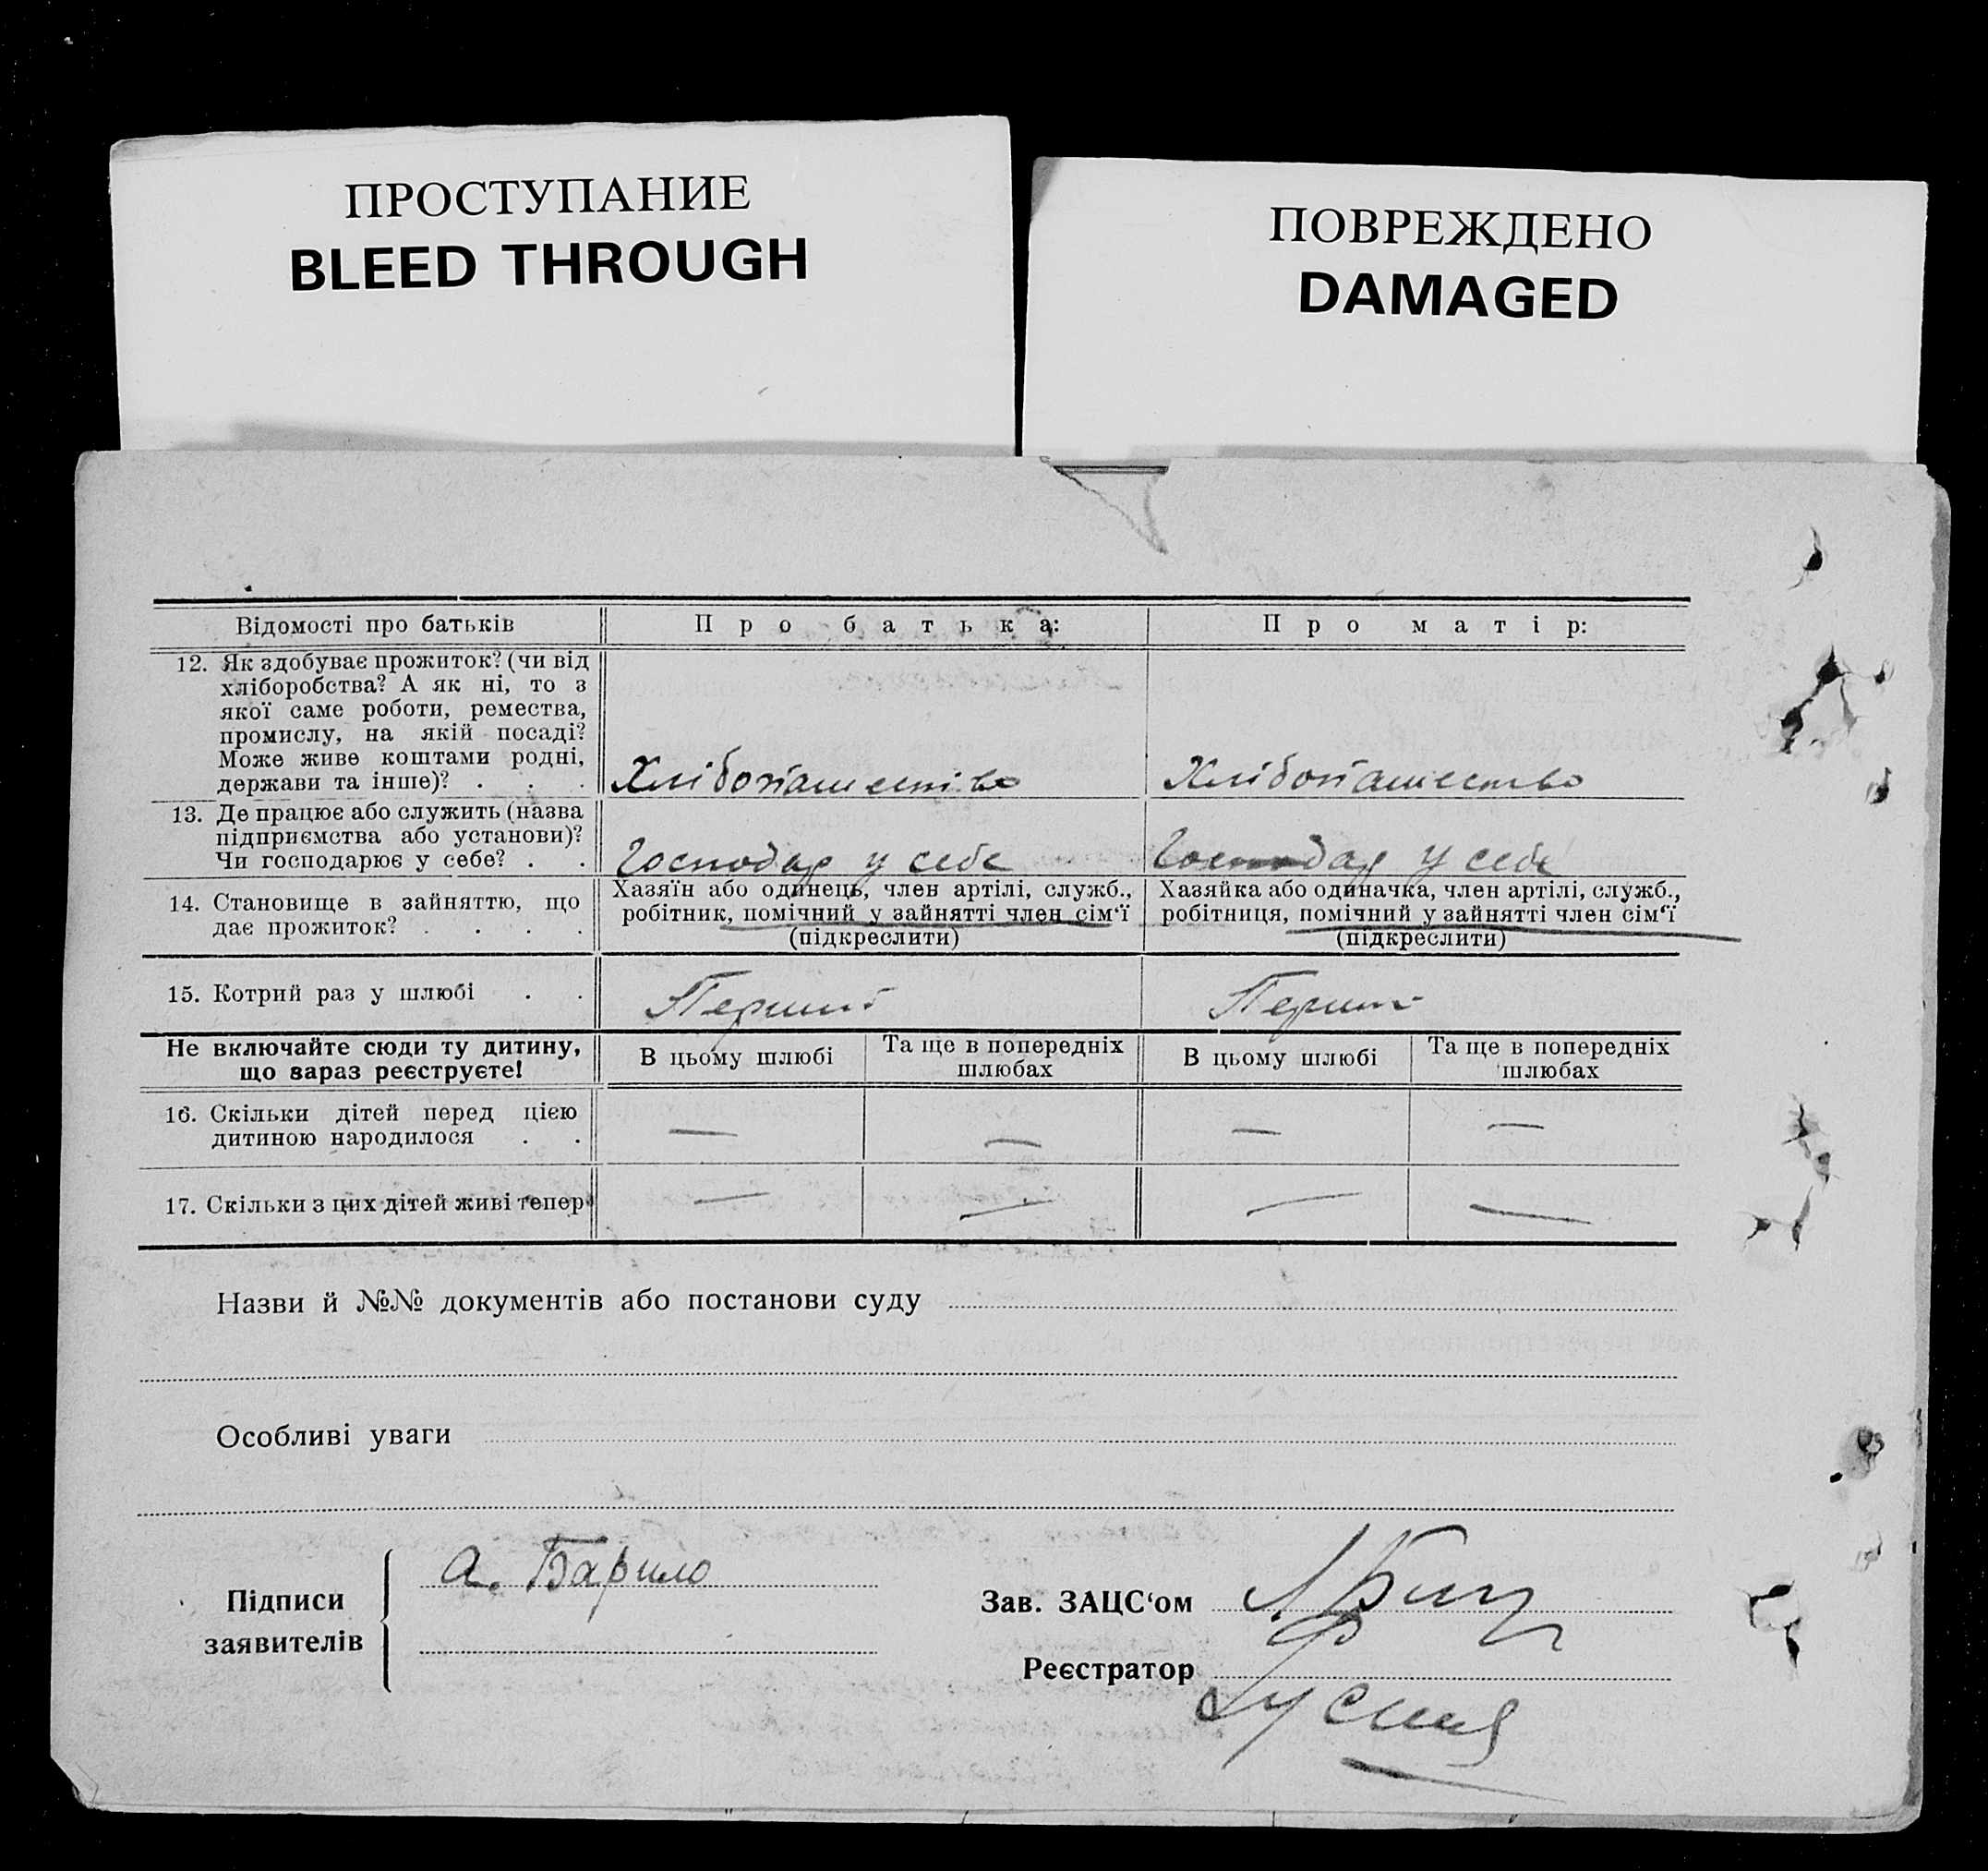 ПРОСТУПАНИЕ
BLEED THROUGH
ПОВРЕЖДЕНО
DAMAGED
Відомості про батьків
Про батька:
Про матір:
12. Як здобуває прожиток? (чи від
хліборобства? А як ні, то з
якої саме роботи, ремества,
промислу, на якій посаді?
Може живе коштами родні,
держави та інше)? . . .
Хлібопашество
Хлібопашество
13. Де працює або служить (назва
підприємства або установи)?
Чи господарює у себе? . .
Господар у себе
Господар у себе
14. Становище в зайняттю, що
дає прожиток? . . . .
Хазяїн або одинець, член артілі, служб.,
робітник, помічний у зайнятті член сім‘ї
(підкреслити)
Хазяйка або одиначка, член артілі, служб.,
робітниця, помічний у зайнятті член сім‘ї
(підкреслити)
15. Котрий раз у шлюбі . .
Перший
Перший
Не включайте сюди ту дитину,
що зараз реєструєте!
В цьому шлюбі
Та ще в попередніх
шлюбах
В цьому шлюбі
Та ще в попередніх
шлюбах
16. Скільки дітей перед цією
дитиною народилося . .
— — — —
17. Скільки з цих дітей живі тепер
— — — —
Назви й №№ документів або постанови суду
Особливі уваги
Підписи
заявителів
А. Барило
Зав. ЗАЦС‘ом
Реєстратор